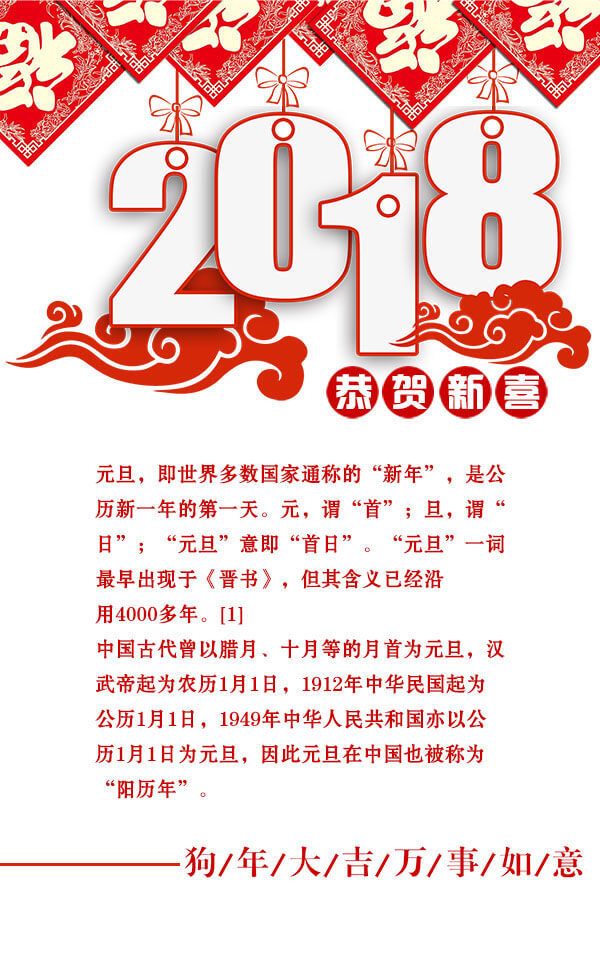 福 福 福 福
2018
恭贺新喜
元旦，即世界多数国家通称的“新年”，是公
历新一年的第一天。元，谓“首”；旦，谓“
日”；“元旦”意即“首日”。“元旦”一词
最早出现于《晋书》，但其含义已经沿
用4000多年。[1]
中国古代曾以腊月、十月等的月首为元旦，汉
武帝起为农历1月1日，1912年中华民国起为
公历1月1日，1949年中华人民共和国亦以公
历1月1日为元旦，因此元旦在中国也被称为
“阳历年”。
狗/年/大/吉/万/事/如/意